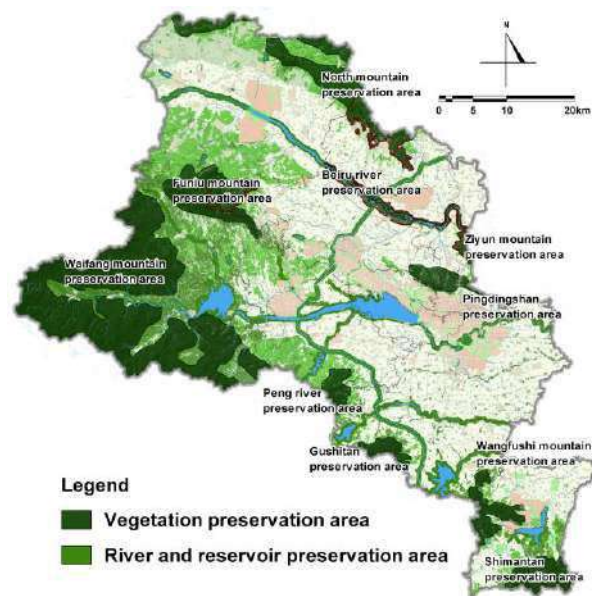 N
0 5 10 20km
North mountain
preservation area
Beiru river
preservation area
Funiu mountain
preservation area
Ziyun mountain
preservation area
Waifang mountain
preservation area
Pingdingshan
preservation area
Peng river
preservation area
Gushitan
preservation area
Wangfushi mountain
preservation area
Shimantan
preservation area
Legend
Vegetation preservation area
River and reservoir preservation area